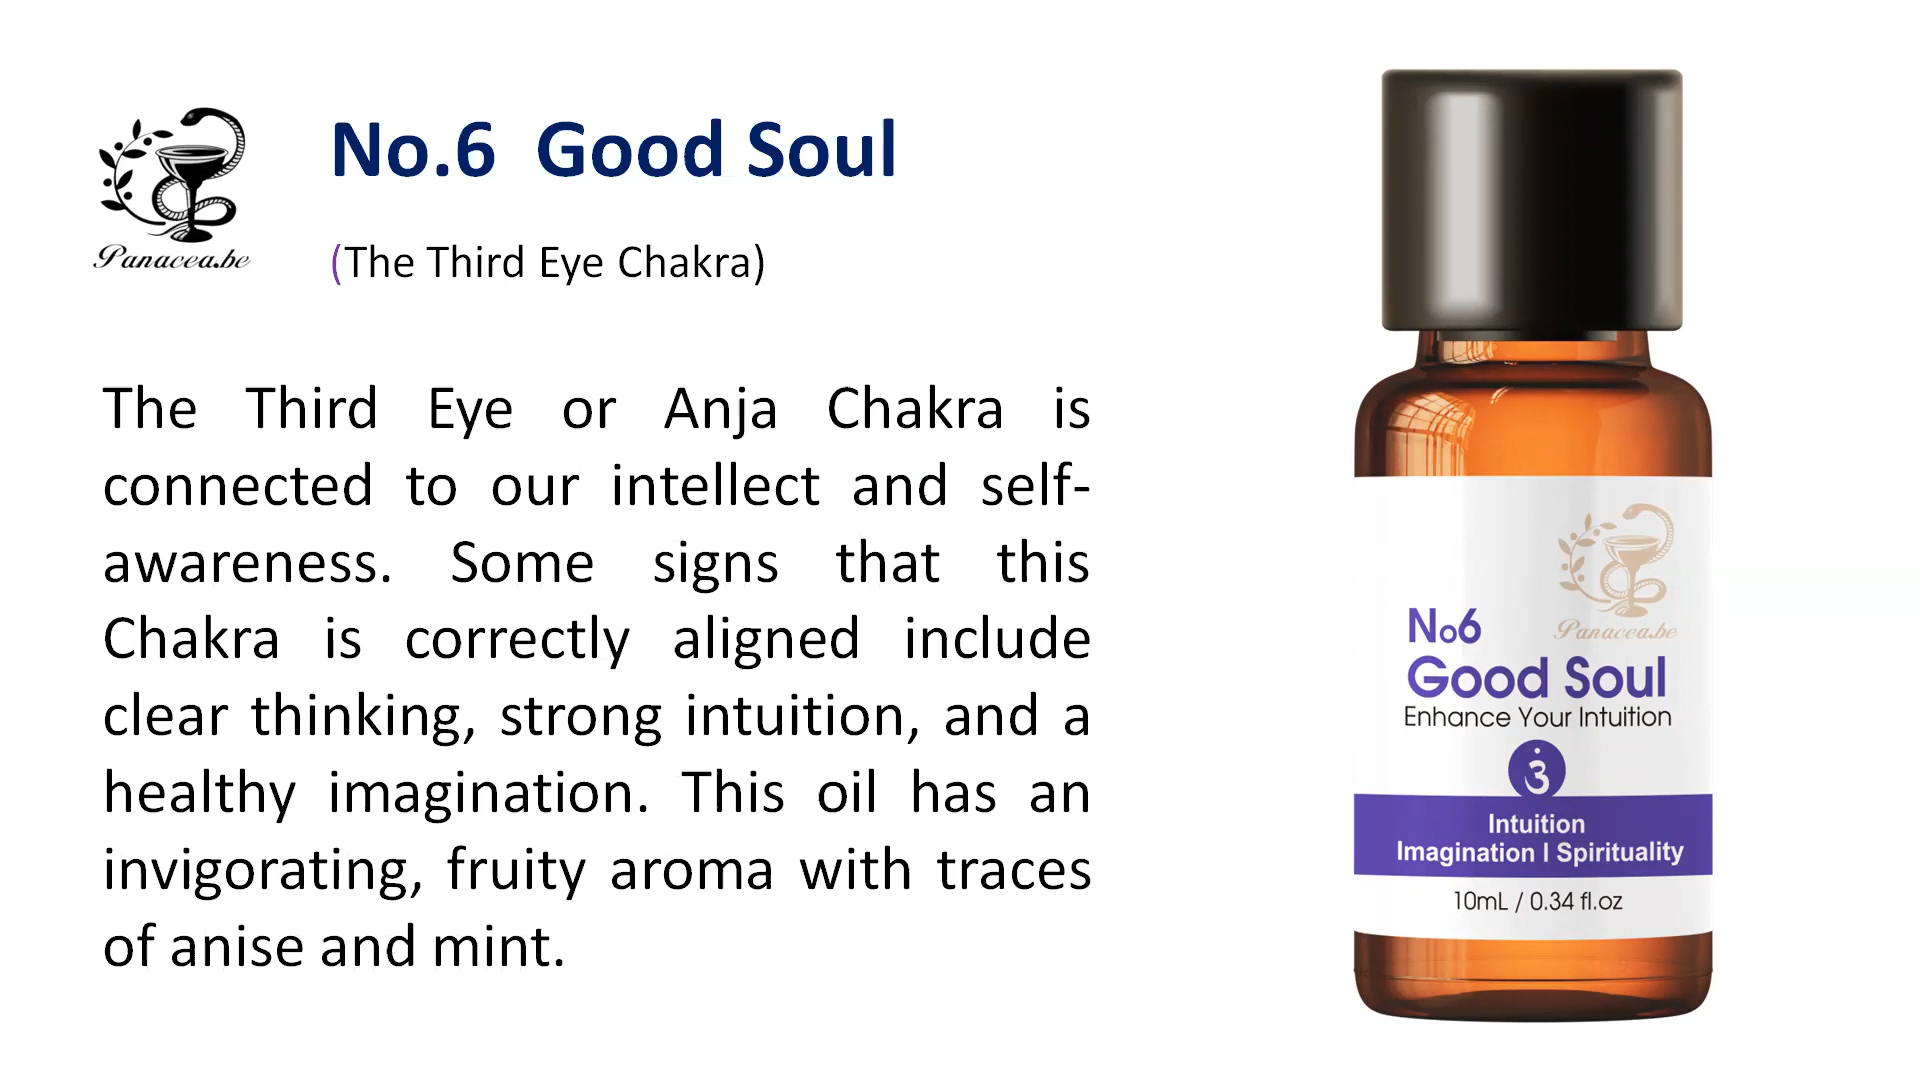 Panacea.be
No.6 Good Soul
(The Third Eye Chakra)
The Third Eye or Anja Chakra is
connected to our intellect and self-
awareness. Some signs that this
Chakra is correctly aligned include
clear thinking, strong intuition, and a
healthy imagination. This oil has an
invigorating, fruity aroma with traces
of anise and mint.
Panacea.be
No6
Good Soul
Enhance Your Intuition
Intuition
Imagination I Spirituality
10mL / 0.34 fl.oz